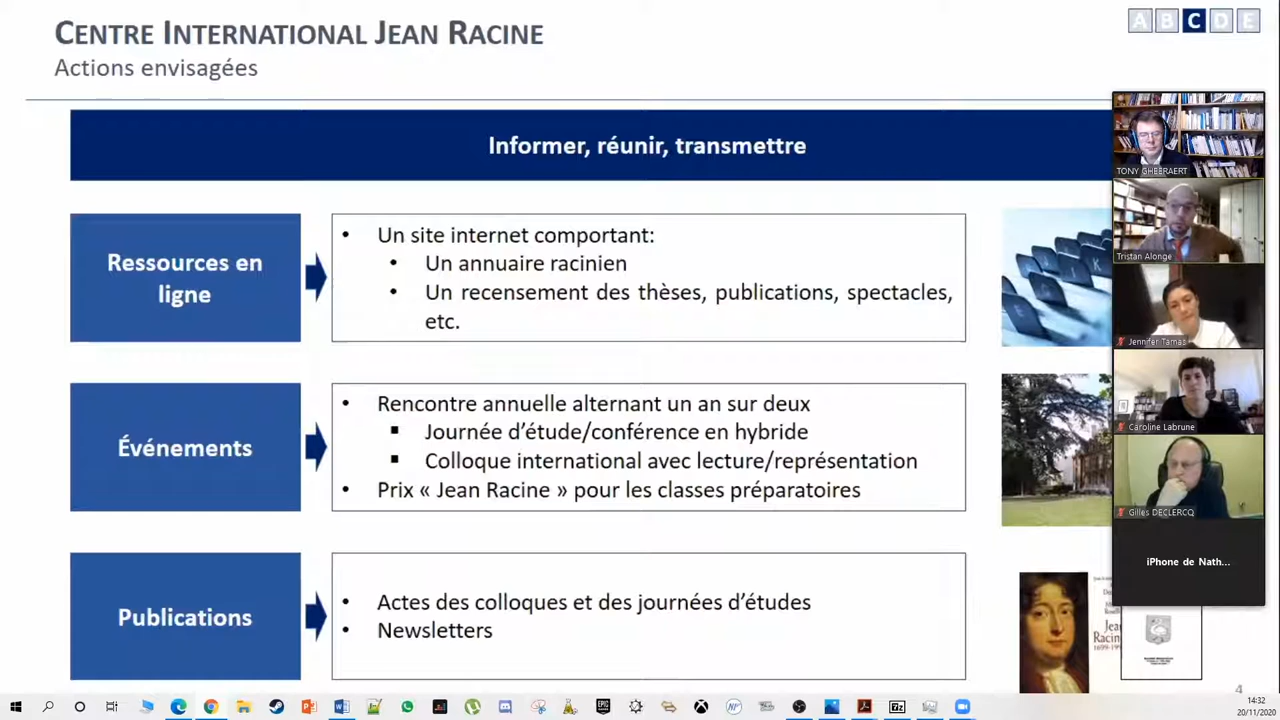 CENTRE INTERNATIONAL JEAN RACINE
Actions envisagées
A B C D E
Informer, réunir, transmettre
Ressources en
ligne
• Un site internet comportant:
• Un annuaire racinien
• Un recensement des thèses, publications, spectacles,
etc.
Événements
• Rencontre annuelle alternant un an sur deux
▪ Journée d'étude/conférence en hybride
▪ Colloque international avec lecture/représentation
• Prix « Jean Racine » pour les classes préparatoires
Publications
• Actes des colloques et des journées d'études
• Newsletters
TONY GHEERAERT
Tristan Alonge
Jennifer Tamas
Caroline Labrune
Gilles DECLERCQ
iPhone de Nath...
Jean
Racine
1699-199
4
14:32
20/11/2020